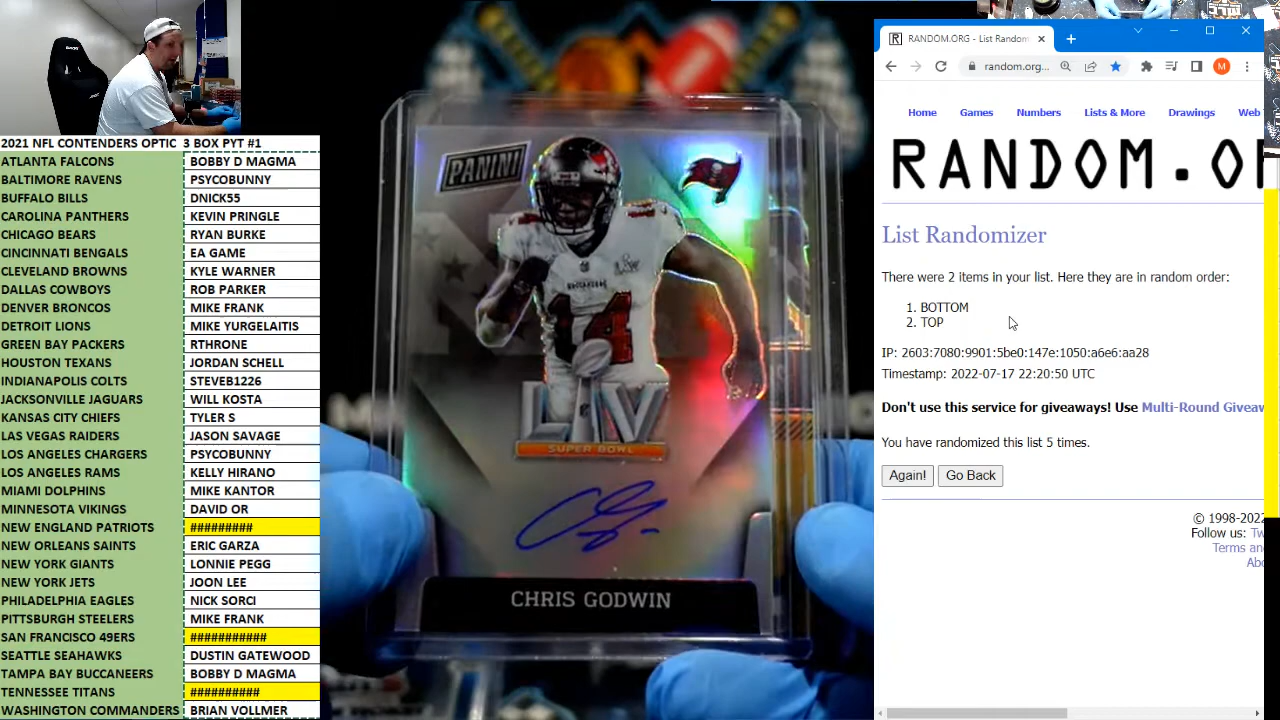 2021 NFL CONTENDERS OPTIC 3 BOX PYT #1
ATLANTA FALCONS BOBBY D MAGMA
BALTIMORE RAVENS PSYCOBUNNY
BUFFALO BILLS DNICK55
CAROLINA PANTHERS KEVIN PRINGLE
CHICAGO BEARS RYAN BURKE
CINCINNATI BENGALS EA GAME
CLEVELAND BROWNS KYLE WARNER
DALLAS COWBOYS ROB PARKER
DENVER BRONCOS MIKE FRANK
DETROIT LIONS MIKE YURGELAITIS
GREEN BAY PACKERS RTHRONE
HOUSTON TEXANS JORDAN SCHELL
INDIANAPOLIS COLTS STEVEB1226
JACKSONVILLE JAGUARS WILL KOSTA
KANSAS CITY CHIEFS TYLER S
LAS VEGAS RAIDERS JASON SAVAGE
LOS ANGELES CHARGERS PSYCOBUNNY
LOS ANGELES RAMS KELLY HIRANO
MIAMI DOLPHINS MIKE KANTOR
MINNESOTA VIKINGS DAVID OR
NEW ENGLAND PATRIOTS #########
NEW ORLEANS SAINTS ERIC GARZA
NEW YORK GIANTS LONNIE PEGG
NEW YORK JETS JOON LEE
PHILADELPHIA EAGLES NICK SORCI
PITTSBURGH STEELERS MIKE FRANK
SAN FRANCISCO 49ERS ###########
SEATTLE SEAHAWKS DUSTIN GATEWOOD
TAMPA BAY BUCCANEERS BOBBY D MAGMA
TENNESSEE TITANS ##########
WASHINGTON COMMANDERS BRIAN VOLLMER
PANINI
LV
BUCCANEERS
14
LV
SUPER BOWL
CHRIS GODWIN
RANDOM.ORG - List Random
random.org...
M
Home Games Numbers Lists & More Drawings Web
RANDOM.OR
List Randomizer
There were 2 items in your list. Here they are in random order:
1. BOTTOM
2. TOP
IP: 2603:7080:9901:5be0:147e:1050:a6e6:aa28
Timestamp: 2022-07-17 22:20:50 UTC
Don't use this service for giveaways! Use Multi-Round Giveaw
You have randomized this list 5 times.
Again! Go Back
© 1998-2022
Follow us: Tw
Terms an
Abo